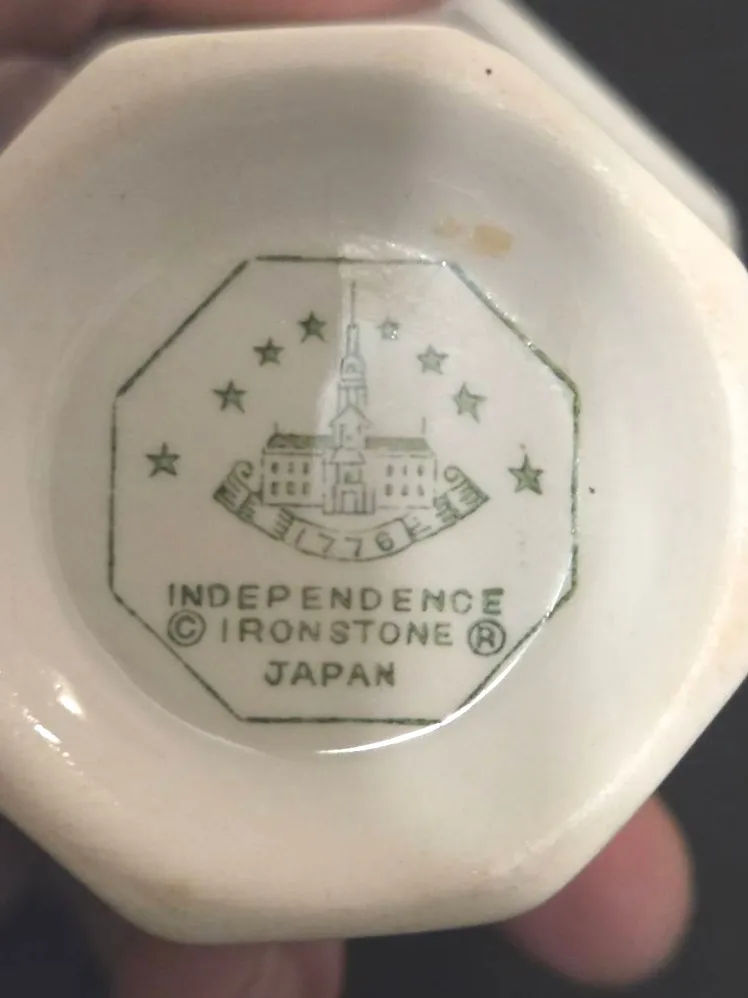 1776
INDEPENDENCE
© IRONSTONE ®
JAPAN